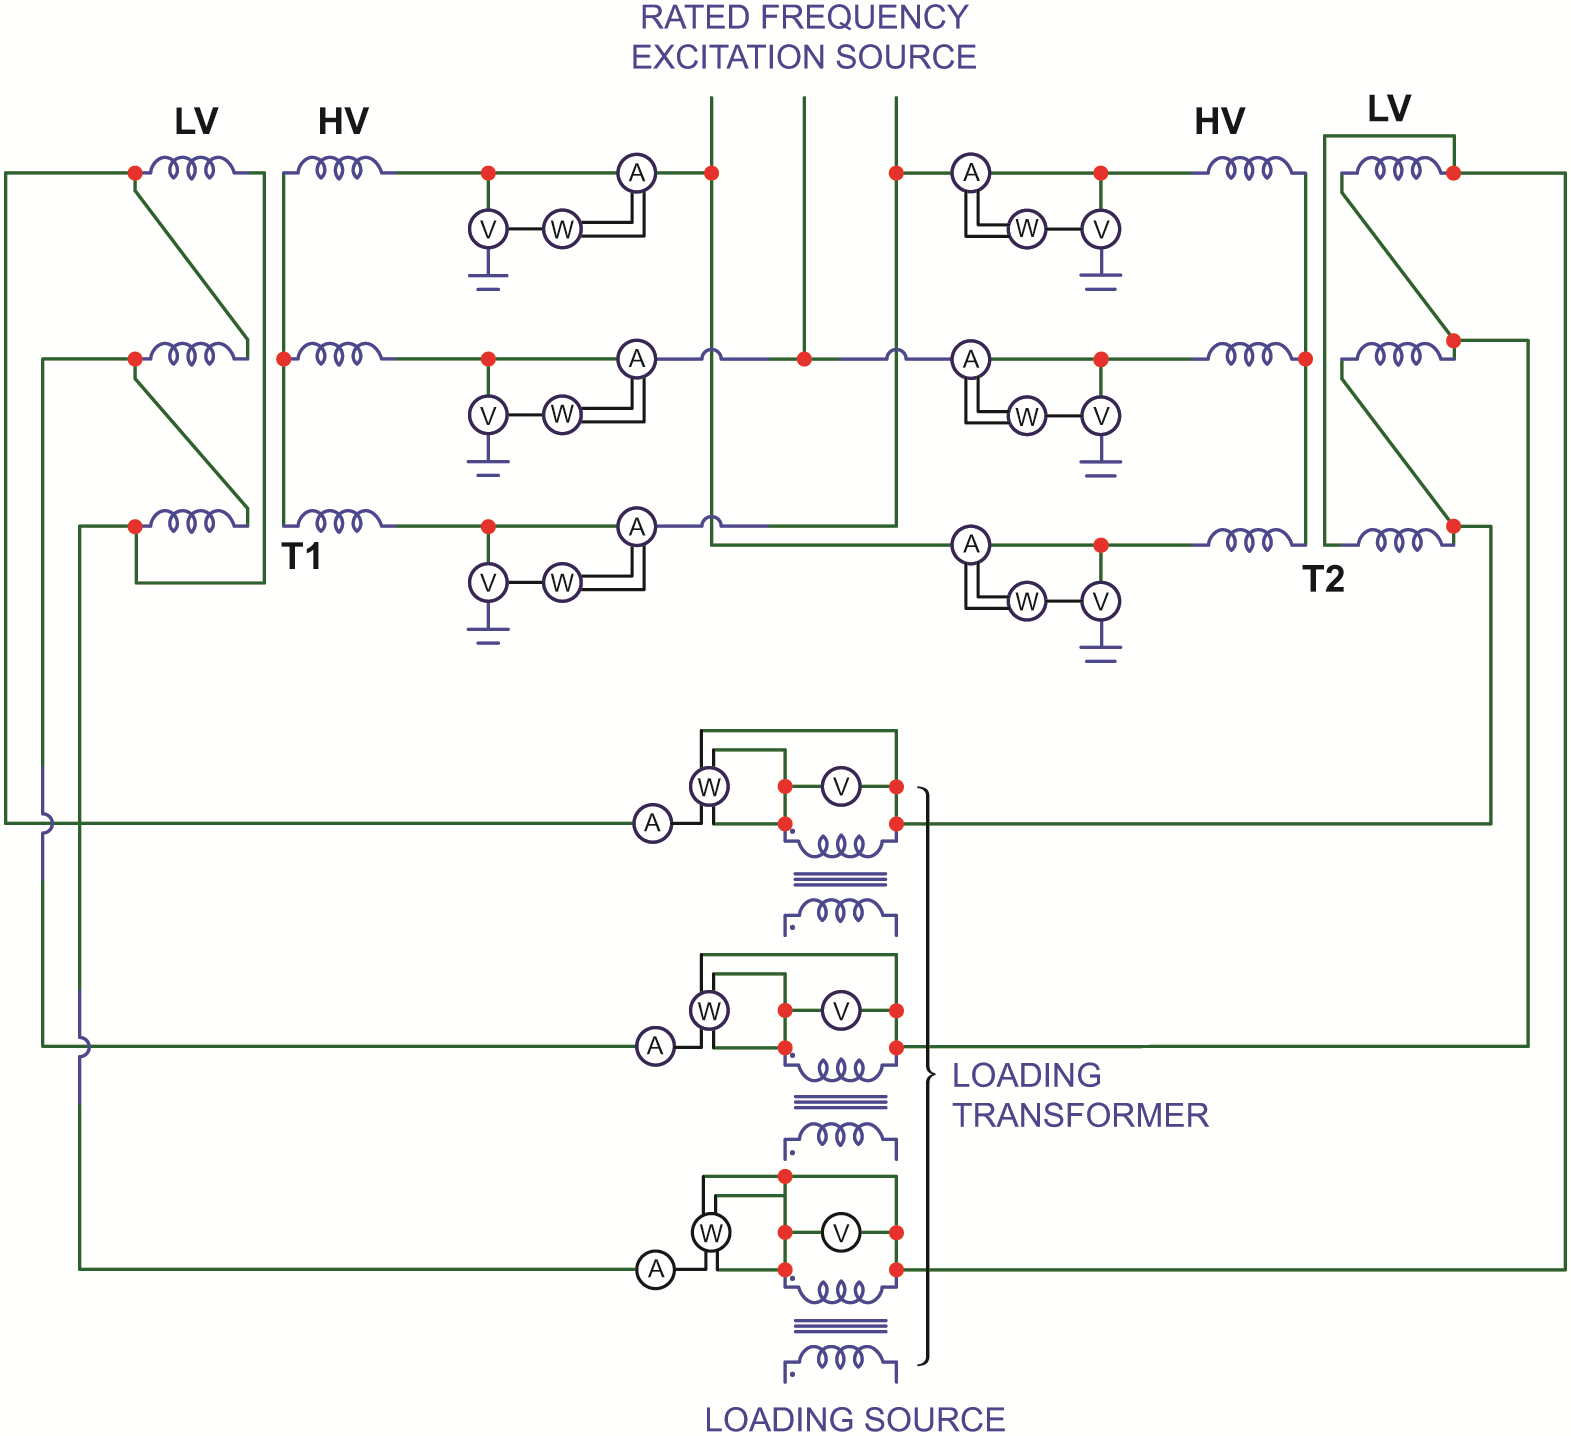 RATED FREQUENCY
EXCITATION SOURCE
LV HV HV LV
A A
V W W V
A A
V W W V
A
V W
T1
A
W V
T2
W V
A
W V
A
LOADING
TRANSFORMER
W V
A
LOADING SOURCE